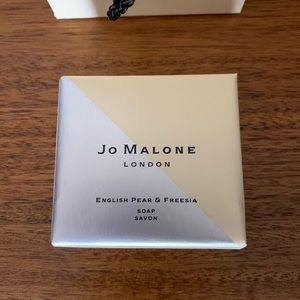 Jo Malone
London
English Pear & Freesia
Soap
Savon